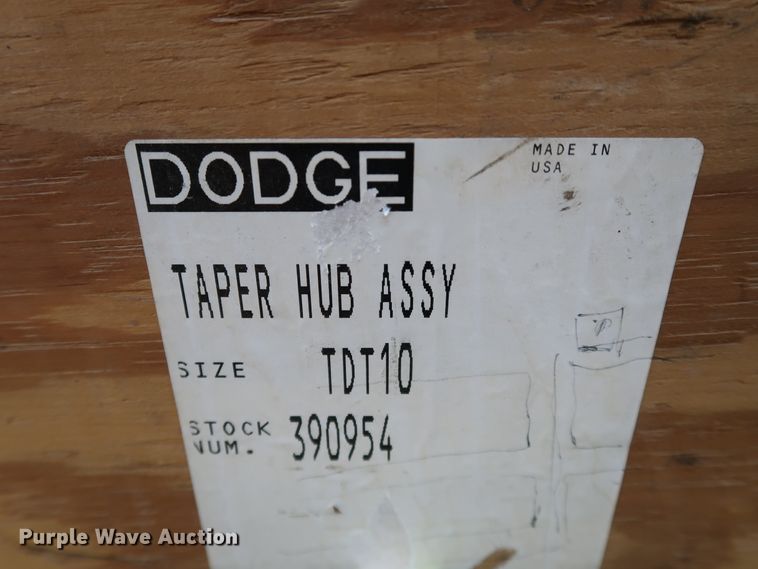 DODGE
MADE IN
USA
TAPER HUB ASSY
SIZE TDT10
STOCK
NUM. 390954
Purple Wave Auction